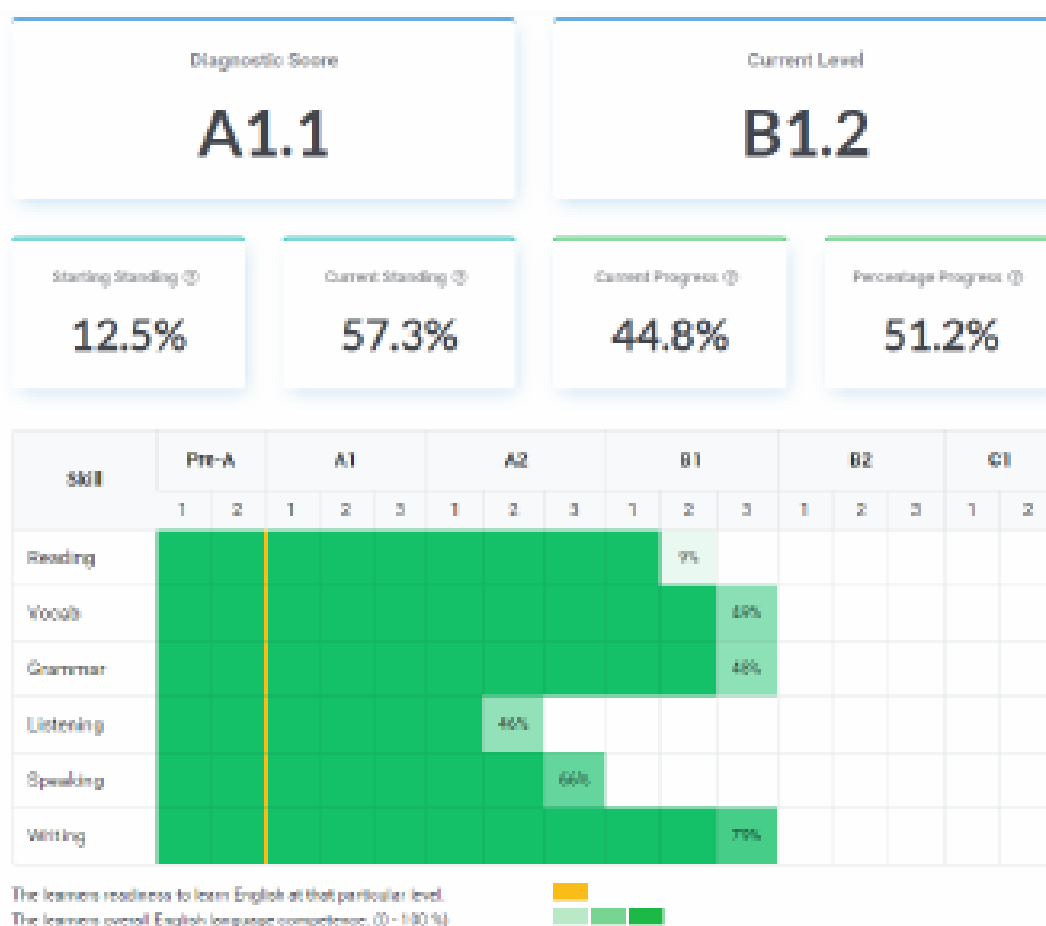 Diagnostic Score Current Level
A1.1 B1.2
Starting Standing Current Standing Current Progress Percentage Progress
12.5% 57.3% 44.8% 51.2%
Skill Pre-A A1 A2 B1 B2 C1
1 2 1 2 3 1 2 3 1 2 3 1 2 3 1 2
Reading 9%
Vocab 49%
Grammar 46%
Listening 46%
Speaking 66%
Writing 79%
The learners readiness to learn English at that particular level.
The learners overall English language competence. (0 - 100 %)